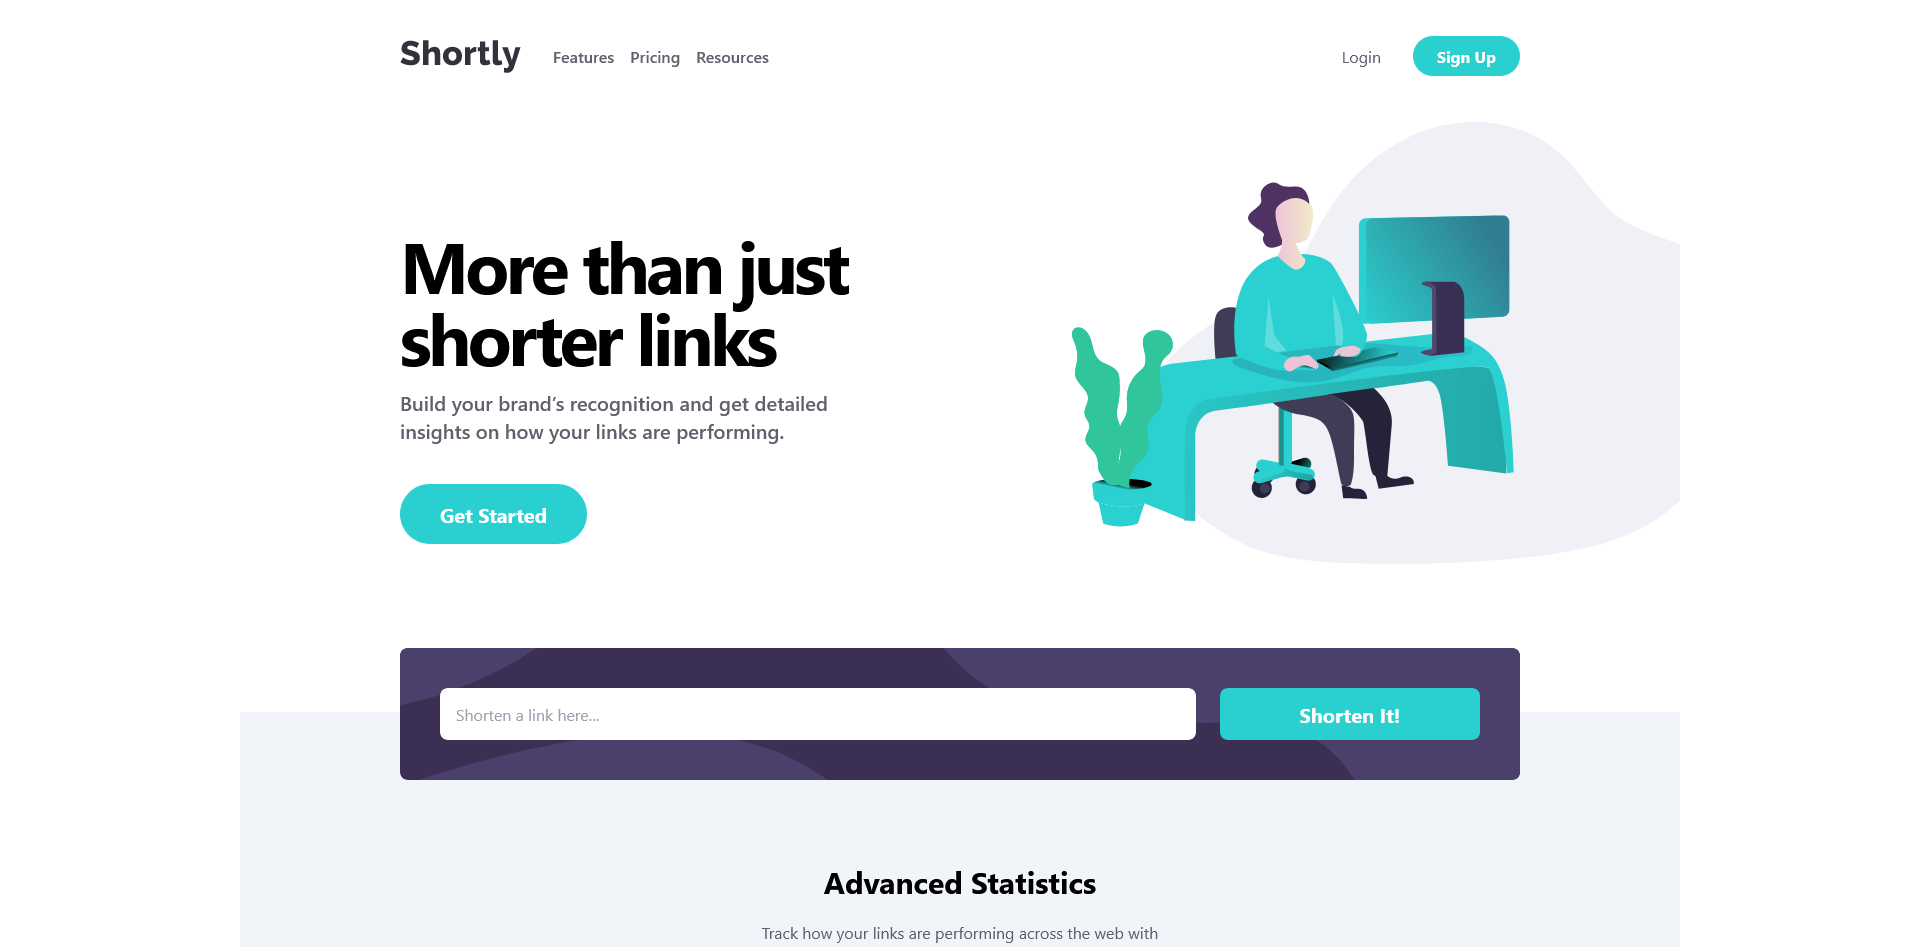 Shortly Features Pricing Resources Login Sign Up
More than just
shorter links
Build your brand’s recognition and get detailed
insights on how your links are performing.
Get Started
Shorten a link here...
Shorten It!
Advanced Statistics
Track how your links are performing across the web with